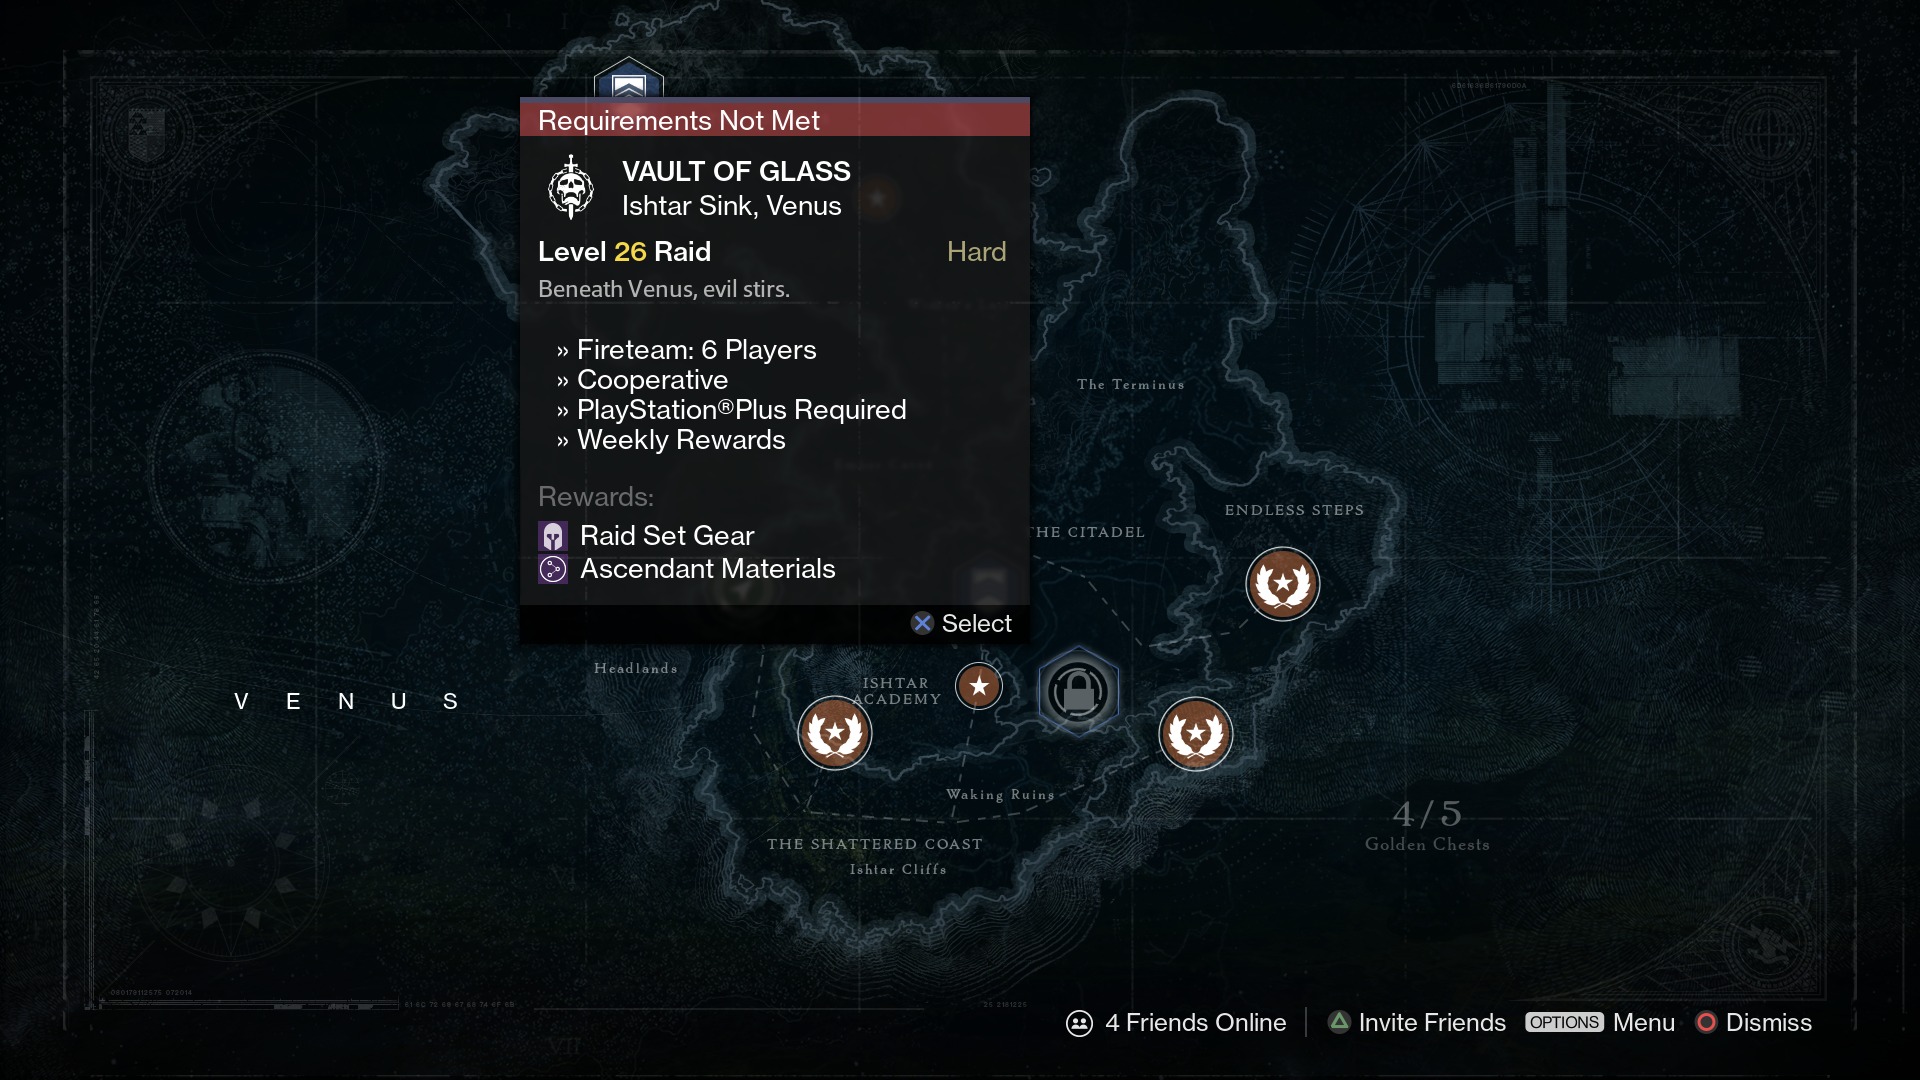 Requirements Not Met
VAULT OF GLASS
Ishtar Sink, Venus
Level 26 Raid
Hard
Beneath Venus, evil stirs.
» Fireteam: 6 Players
» Cooperative
» PlayStation®Plus Required
» Weekly Rewards
Rewards:
Raid Set Gear
Ascendant Materials
Select
The Terminus
THE CITADEL
ENDLESS STEPS
Headlands
VENUS
ISHTAR
ACADEMY
Waking Ruins
THE SHATTERED COAST
Ishtar Cliffs
4/5
Golden Chests
VII
4 Friends Online
Invite Friends
OPTIONS Menu
Dismiss